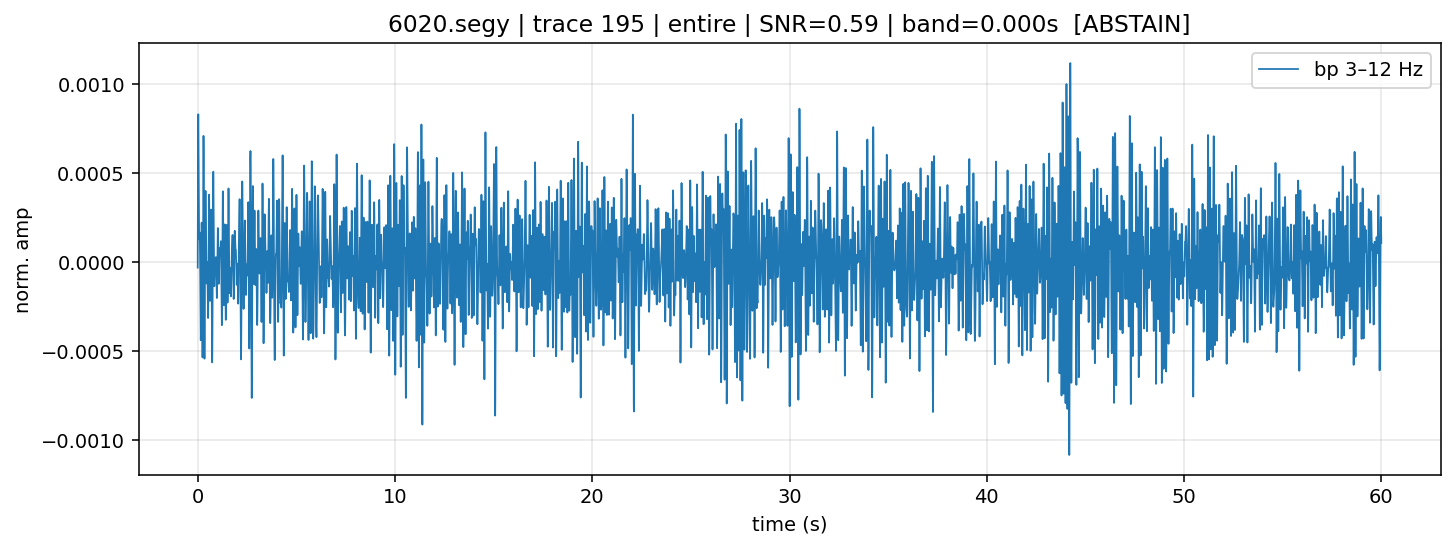 6020.segy | trace 195 | entire | SNR=0.59 | band=0.000s  [ABSTAIN]
bp 3–12 Hz
norm. amp
0.0010
0.0005
0.0000
−0.0005
−0.0010
0 10 20 30 40 50 60
time (s)